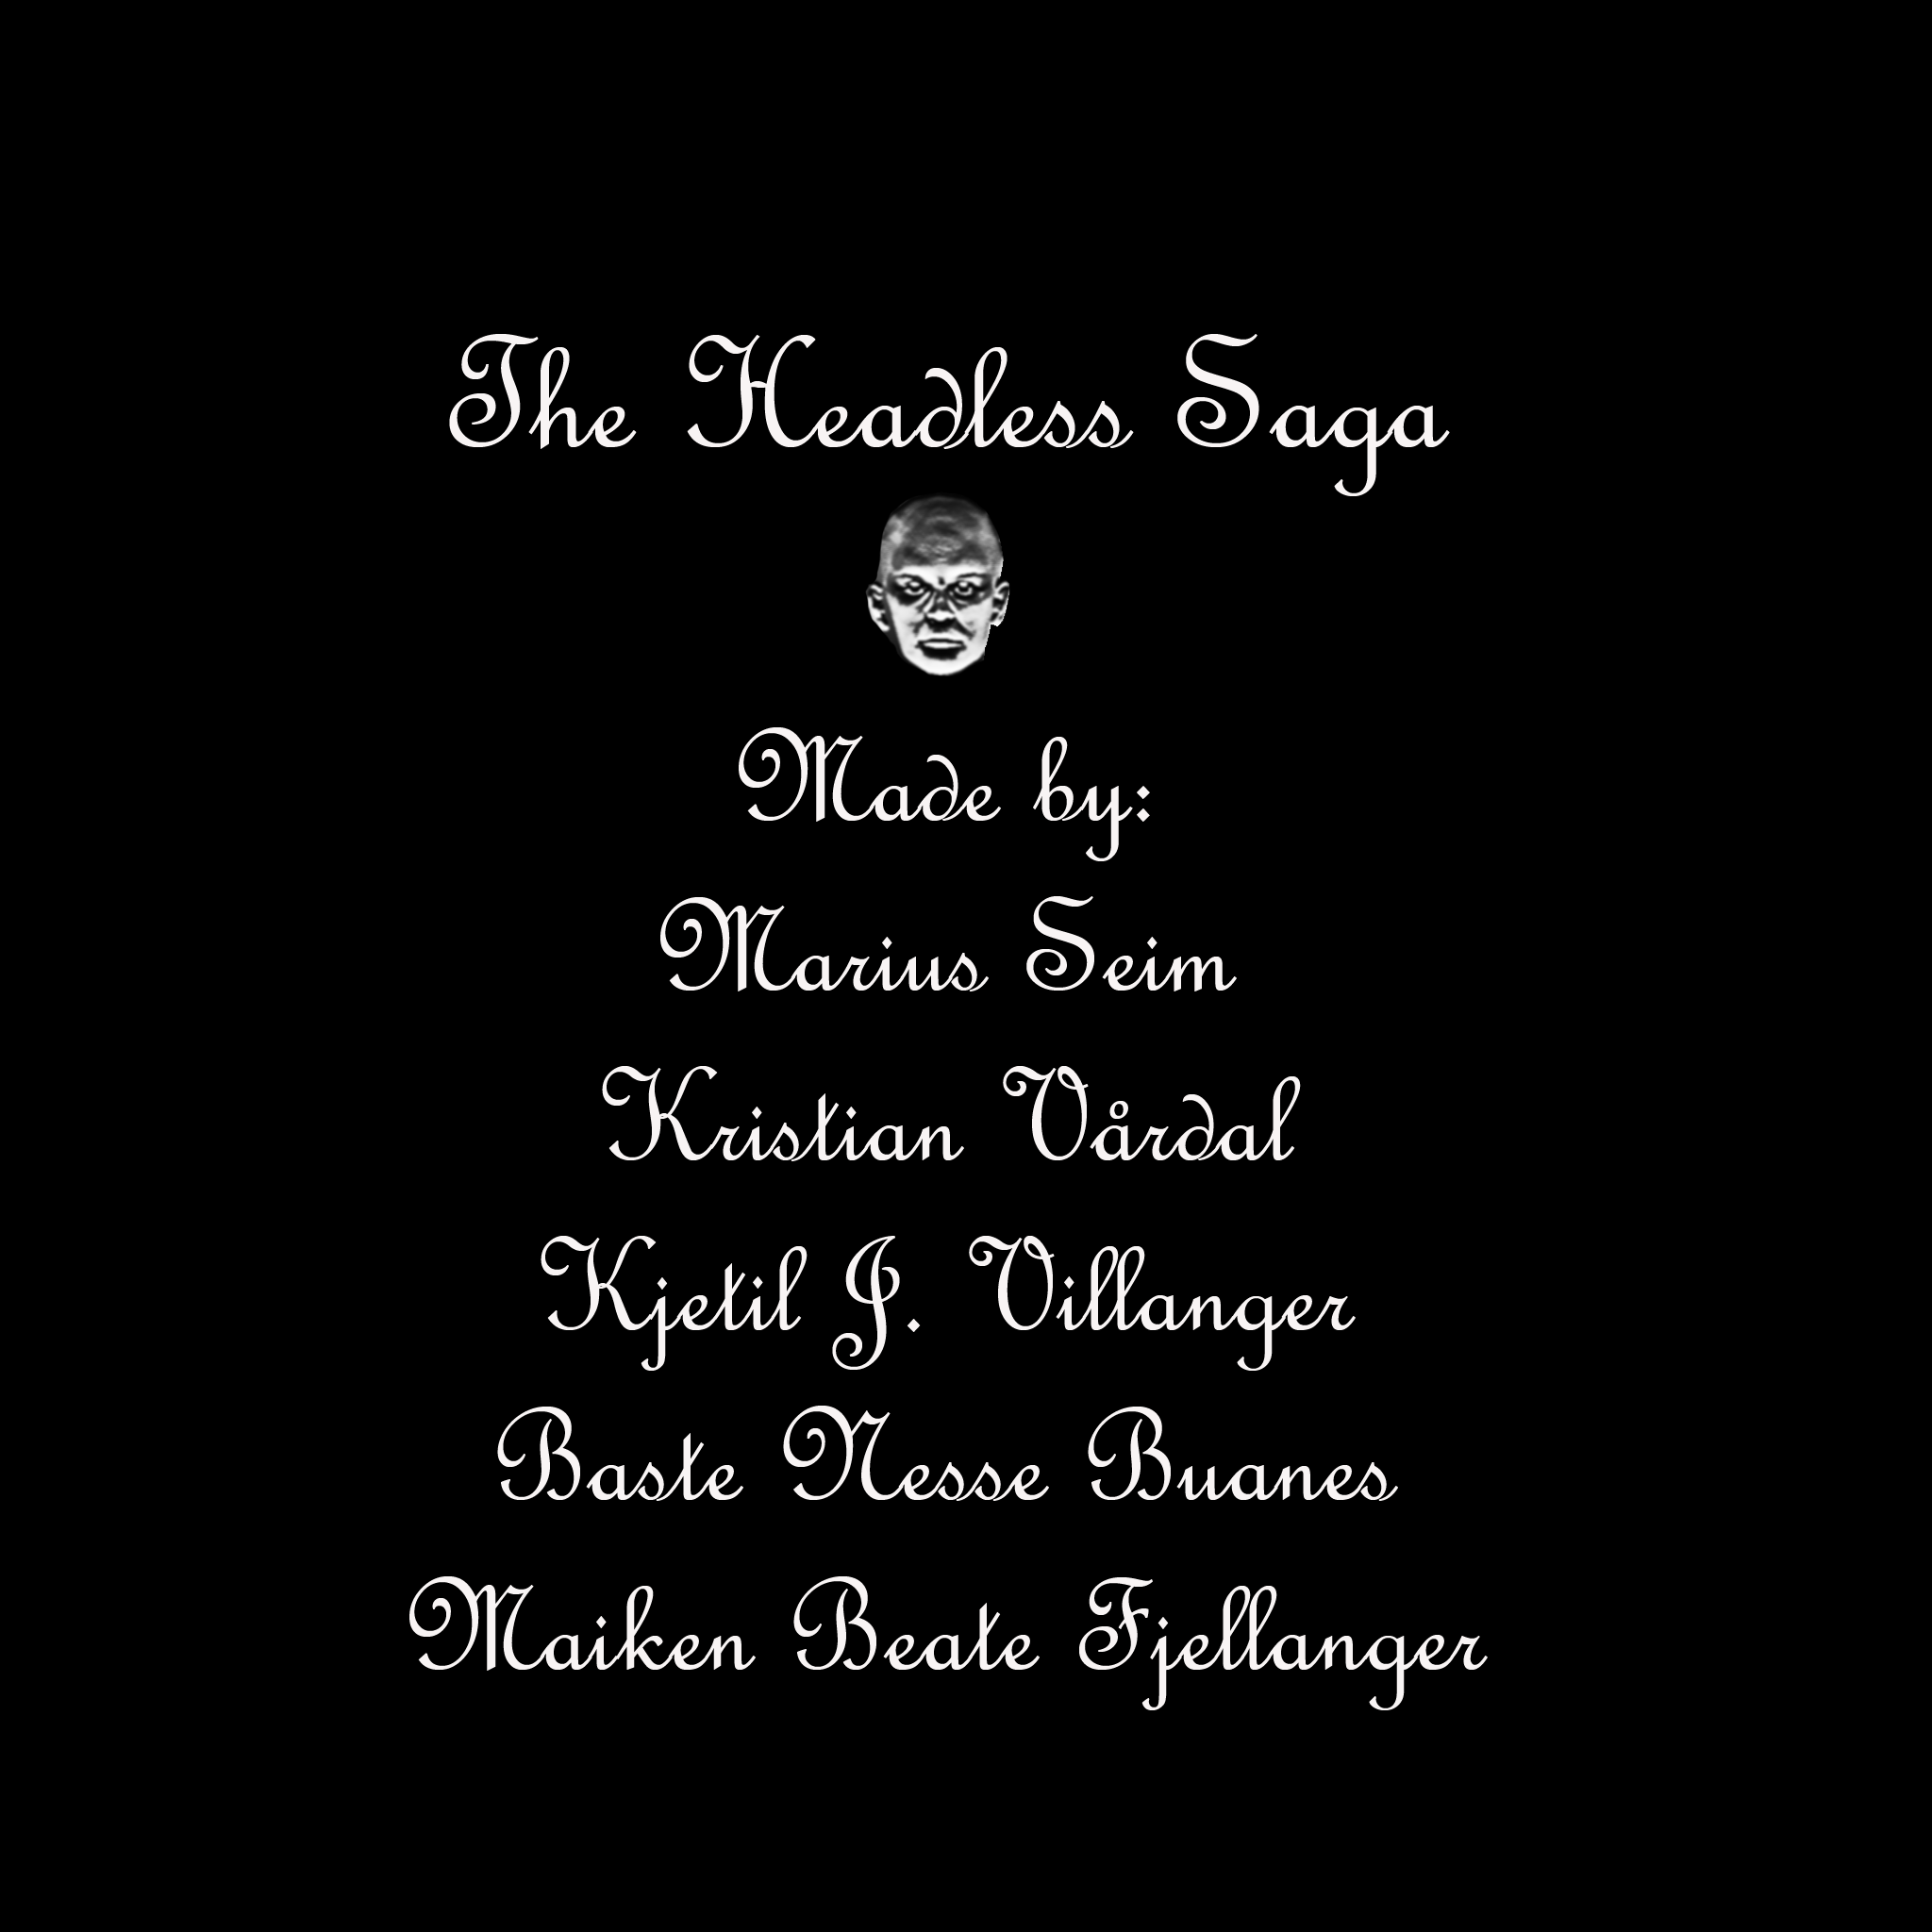 The Headless Saga
Made by:
Marius Seim
Kristian Vårdal
Kjetil J. Villanger
Baste Nesse Buanes
Maiken Beate Fjellanger